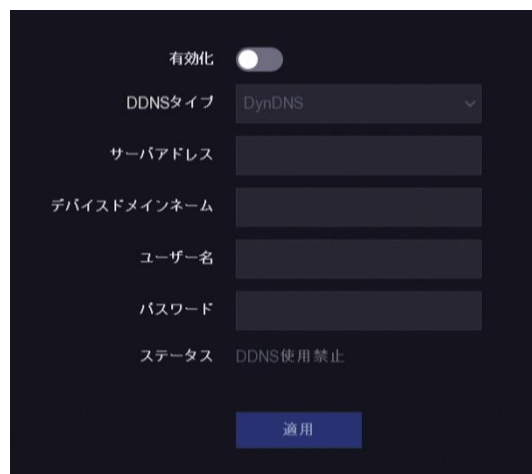 有効化
DDNSタイプ DynDNS
サーバアドレス
デバイスドメインネーム
ユーザー名
パスワード
ステータス DDNS使用禁止
適用